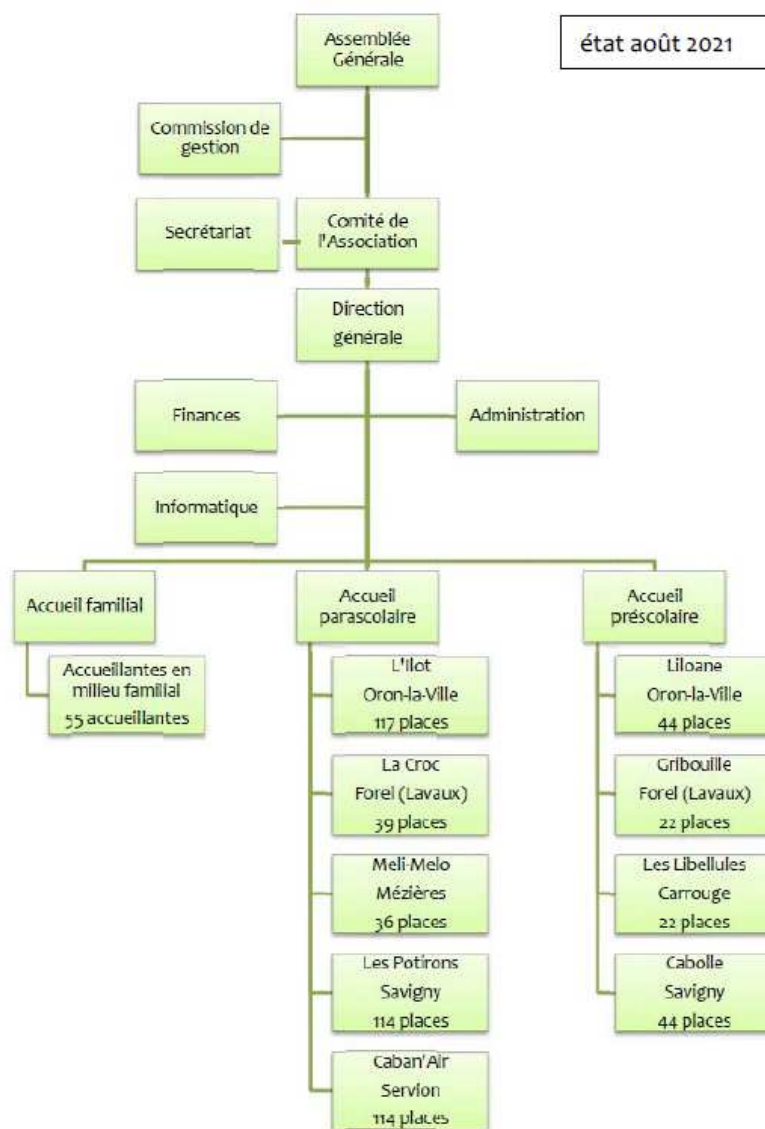 Assemblée
Générale
état août 2021
Commission de
gestion
Secrétariat
Comité de
l'Association
Direction
générale
Finances
Administration
Informatique
Accueil familial
Accueillantes en
milieu familial
55 accueillantes
Accueil
parascolaire
L'Ilot
Oron-la-Ville
117 places
La Croc
Forel (Lavaux)
39 places
Meli-Melo
Mézières
36 places
Les Potirons
Savigny
114 places
Caban'Air
Servion
114 places
Accueil
préscolaire
Liloane
Oron-la-Ville
44 places
Gribouille
Forel (Lavaux)
22 places
Les Libellules
Carrouge
22 places
Cabolle
Savigny
44 places